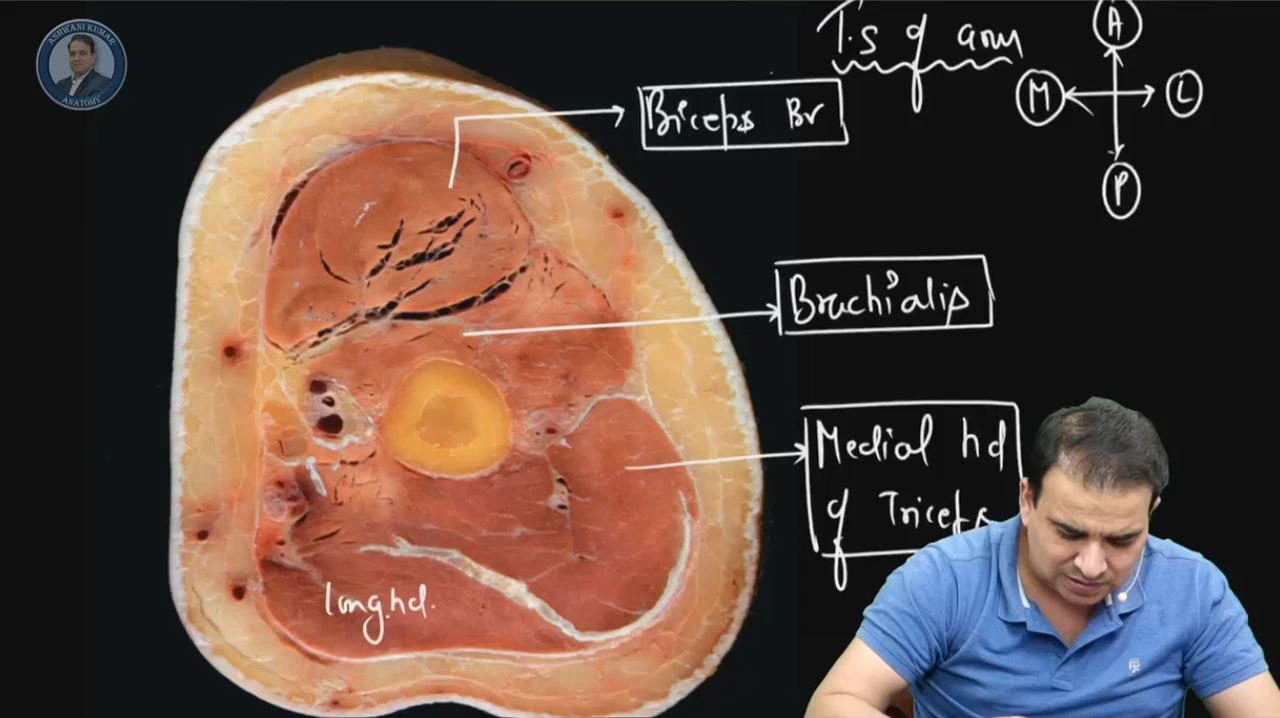 ASHWANI KUMAR
ANATOMY
T.S of arm
A
M
L
P
Biceps Br
Brachialis
Medial hd
of Triceps
long.hd.